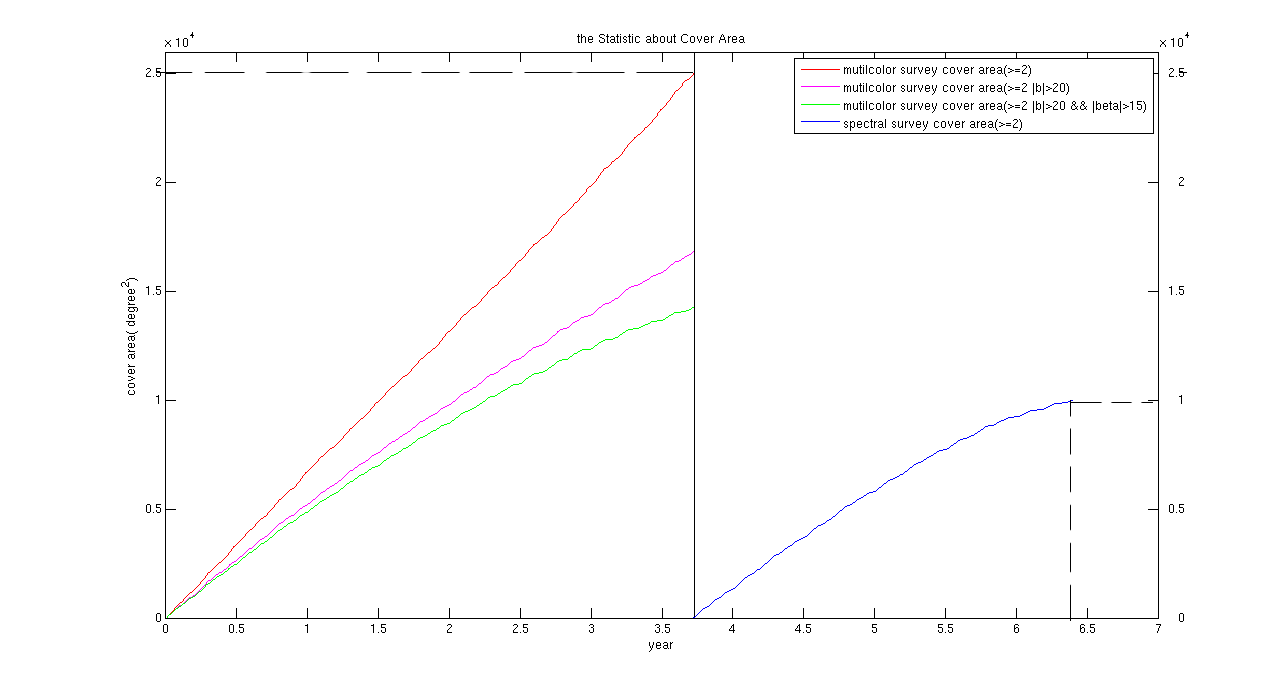 the Statistic about Cover Area
×10⁴
×10⁴
mutilcolor survey cover area(>=2)
mutilcolor survey cover area(>=2 |b|>20)
mutilcolor survey cover area(>=2 |b|>20 && |beta|>15)
spectral survey cover area(>=2)
2.5
2
1.5
1
0.5
0
cover area( degree²)
2.5
2
1.5
1
0.5
0
0 0.5 1 1.5 2 2.5 3 3.5 4 4.5 5 5.5 6 6.5 7
year